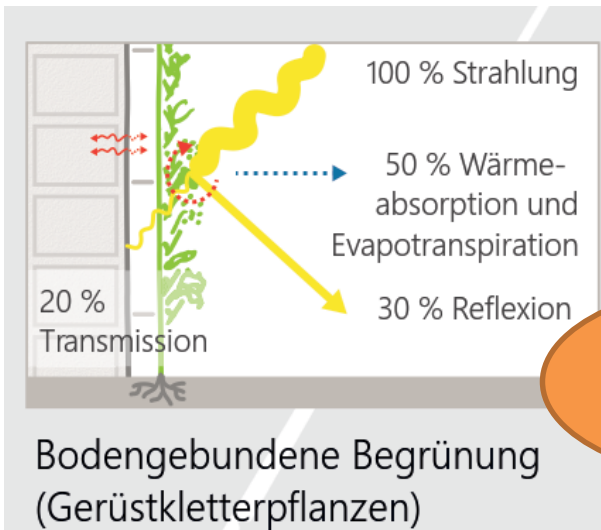 100 % Strahlung
50 % Wärme-
absorption und
Evapotranspiration
30 % Reflexion
20 %
Transmission
Bodengebundene Begrünung
(Gerüstkletterpflanzen)